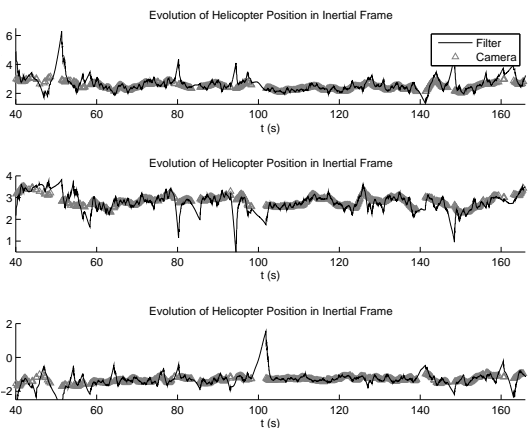 Evolution of Helicopter Position in Inertial Frame
6
4
2
Filter
Camera
40 60 80 100 120 140 160
t (s)
Evolution of Helicopter Position in Inertial Frame
4
3
2
1
40 60 80 100 120 140 160
t (s)
Evolution of Helicopter Position in Inertial Frame
2
0
−2
40 60 80 100 120 140 160
t (s)